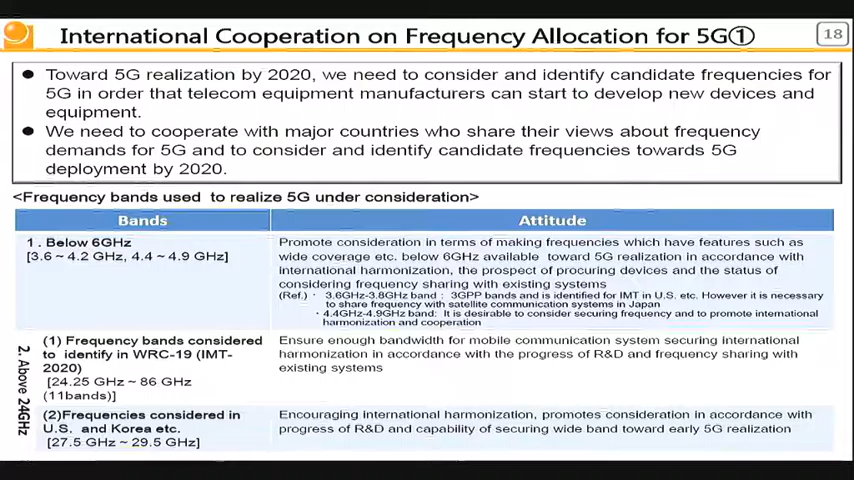 International Cooperation on Frequency Allocation for 5G①
18
● Toward 5G realization by 2020, we need to consider and identify candidate frequencies for
5G in order that telecom equipment manufacturers can start to develop new devices and
equipment.
● We need to cooperate with major countries who share their views about frequency
demands for 5G and to consider and identify candidate frequencies towards 5G
deployment by 2020.
<Frequency bands used to realize 5G under consideration>
Bands
Attitude
1. Below 6GHz
[3.6 ~ 4.2 GHz, 4.4 ~ 4.9 GHz]
Promote consideration in terms of making frequencies which have features such as
wide coverage etc. below 6GHz available toward 5G realization in accordance with
international harmonization, the prospect of procuring devices and the status of
considering frequency sharing with existing systems
(Ref.) ・ 3.6GHz-3.8GHz band : 3GPP bands and is identified for IMT in U.S. etc. However it is necessary
to share frequency with satellite communication systems in Japan
・4.4GHz-4.9GHz band: It is desirable to consider securing frequency and to promote international
harmonization and cooperation
2. Above 24GHz
(1) Frequency bands considered
to identify in WRC-19 (IMT-
2020)
[24.25 GHz ~ 86 GHz
(11bands)]
Ensure enough bandwidth for mobile communication system securing international
harmonization in accordance with the progress of R&D and frequency sharing with
existing systems
(2)Frequencies considered in
U.S. and Korea etc.
[27.5 GHz ~ 29.5 GHz]
Encouraging international harmonization, promotes consideration in accordance with
progress of R&D and capability of securing wide band toward early 5G realization